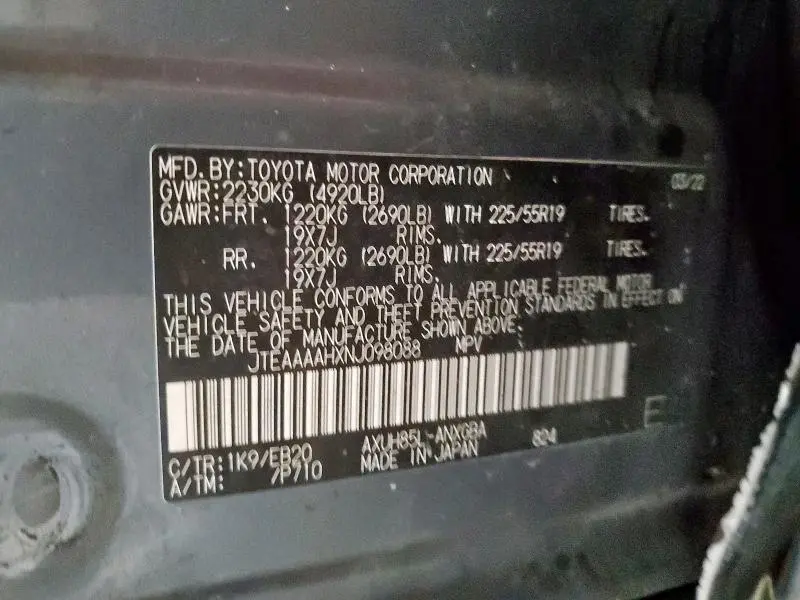 MFD. BY: TOYOTA MOTOR CORPORATION 03/22
GVWR: 2230KG (4920LB)
GAWR: FRT. 1220KG (2690LB) WITH 225/55R19 TIRES.
19X7J RIMS.
RR. 1220KG (2690LB) WITH 225/55R19 TIRES.
19X7J RIMS.
THIS VEHICLE CONFORMS TO ALL APPLICABLE FEDERAL MOTOR
VEHICLE SAFETY AND THEFT PREVENTION STANDARDS IN EFFECT ON
THE DATE OF MANUFACTURE SHOWN ABOVE.
JTEAAAAHXNJ098088 MPV
E
C/TR: 1K9/EB20 AXUH85L-ANXGBA 824
A/TM: /P710 MADE IN JAPAN